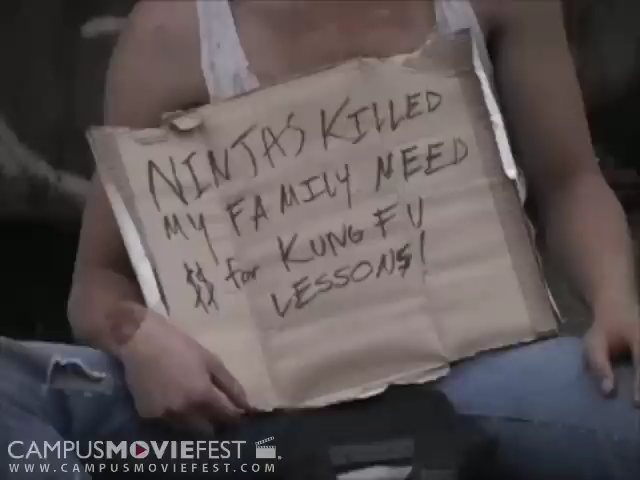 NINJAS KILLED
MY FAMILY NEED
$$ for KUNG FU
LESSONS!
CAMPUSMOVIEFEST
WWW.CAMPUSMOVIEFEST.COM